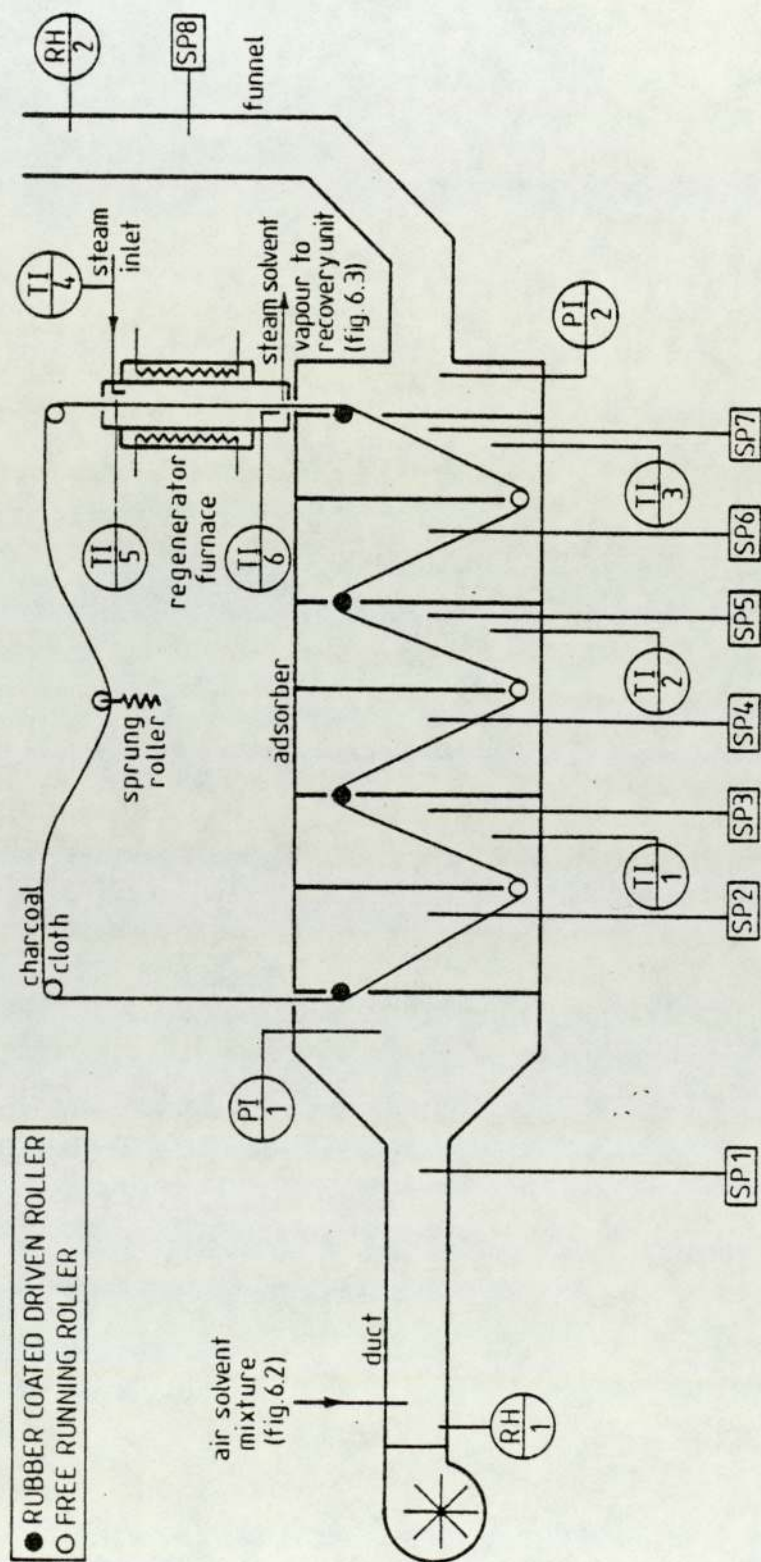 ● RUBBER COATED DRIVEN ROLLER
○ FREE RUNNING ROLLER
charcoal
cloth
sprung
roller
TI
5
TI
4
steam
inlet
RH
2
SP8
funnel
regenerator
furnace
TI
6
steam solvent
vapour to
recovery unit
(fig. 6.3)
adsorber
PI
1
PI
2
air solvent
mixture
(fig. 6.2)
duct
RH
1
TI
1
TI
2
TI
3
SP1
SP2
SP3
SP4
SP5
SP6
SP7